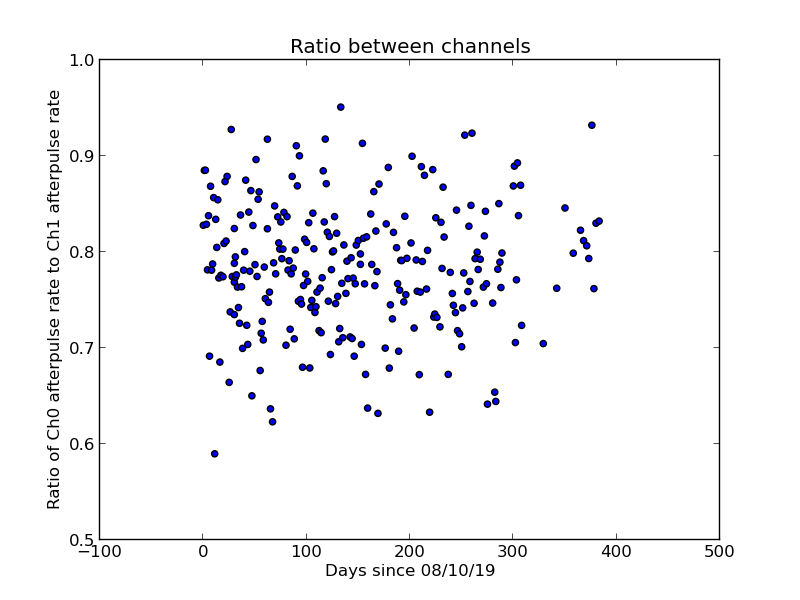 Ratio between channels
Ratio of Ch0 afterpulse rate to Ch1 afterpulse rate
1.0
0.9
0.8
0.7
0.6
0.5
−100 0 100 200 300 400 500
Days since 08/10/19